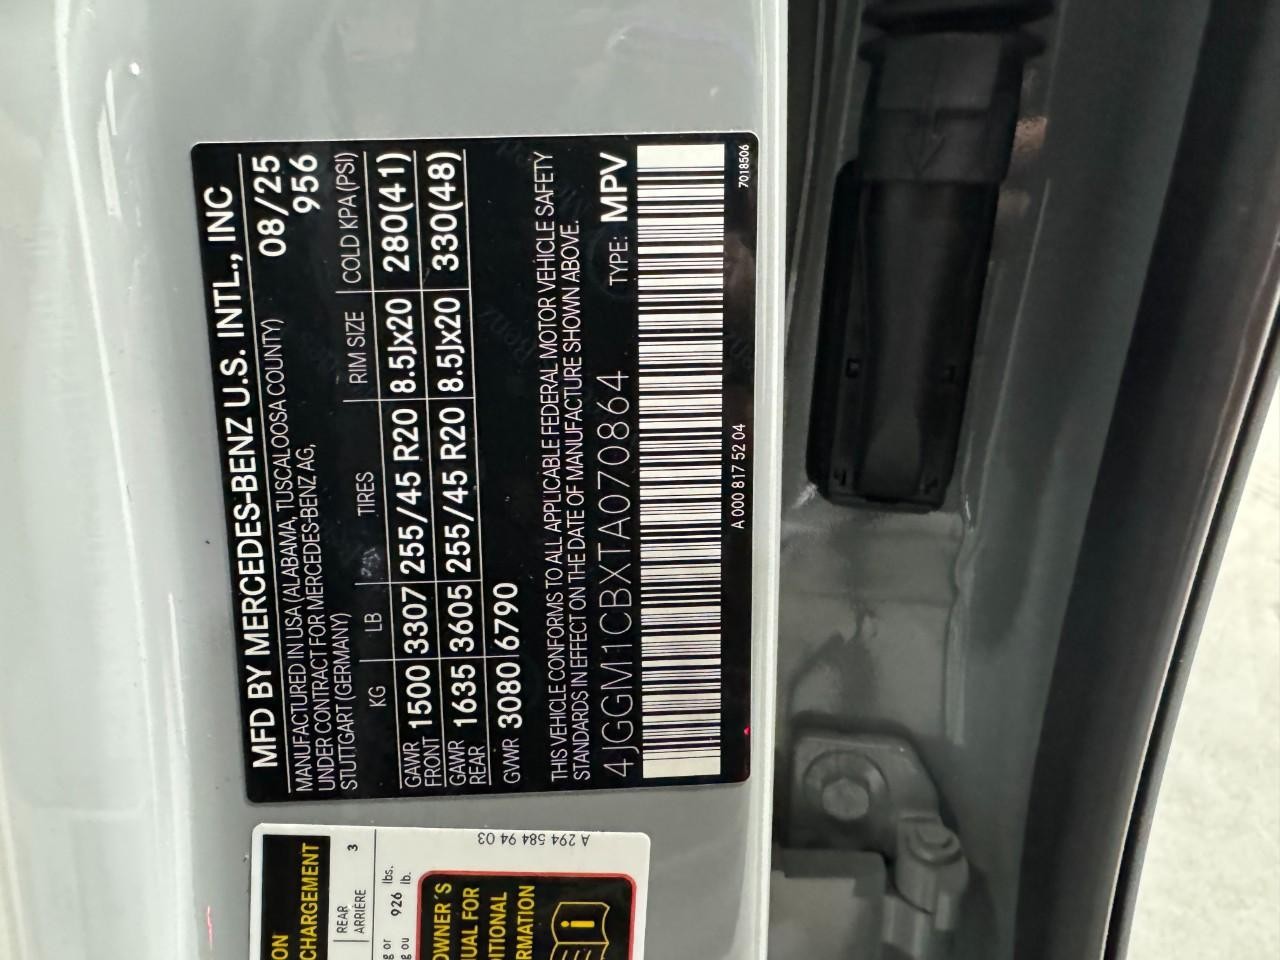 MFD BY MERCEDES-BENZ U.S. INTL., INC
MANUFACTURED IN USA (ALABAMA, TUSCALOOSA COUNTY) 08/25
UNDER CONTRACT FOR MERCEDES-BENZ AG, 956
STUTTGART (GERMANY)
KG LB TIRES RIM SIZE COLD KPA (PSI)
GAWR FRONT 1500 3307 255/45 R20 8.5Jx20 280(41)
GAWR REAR 1635 3605 255/45 R20 8.5Jx20 330(48)
GVWR 3080 6790
THIS VEHICLE CONFORMS TO ALL APPLICABLE FEDERAL MOTOR VEHICLE SAFETY
STANDARDS IN EFFECT ON THE DATE OF MANUFACTURE SHOWN ABOVE.
4JGGM1CBXTA070864 TYPE: MPV
A 000 817 52 04 7018506
A 294 584 94 03
CHARGEMENT
REAR
ARRIÈRE 3
or 926 lbs.
ou lb.
OWNER'S
FOR